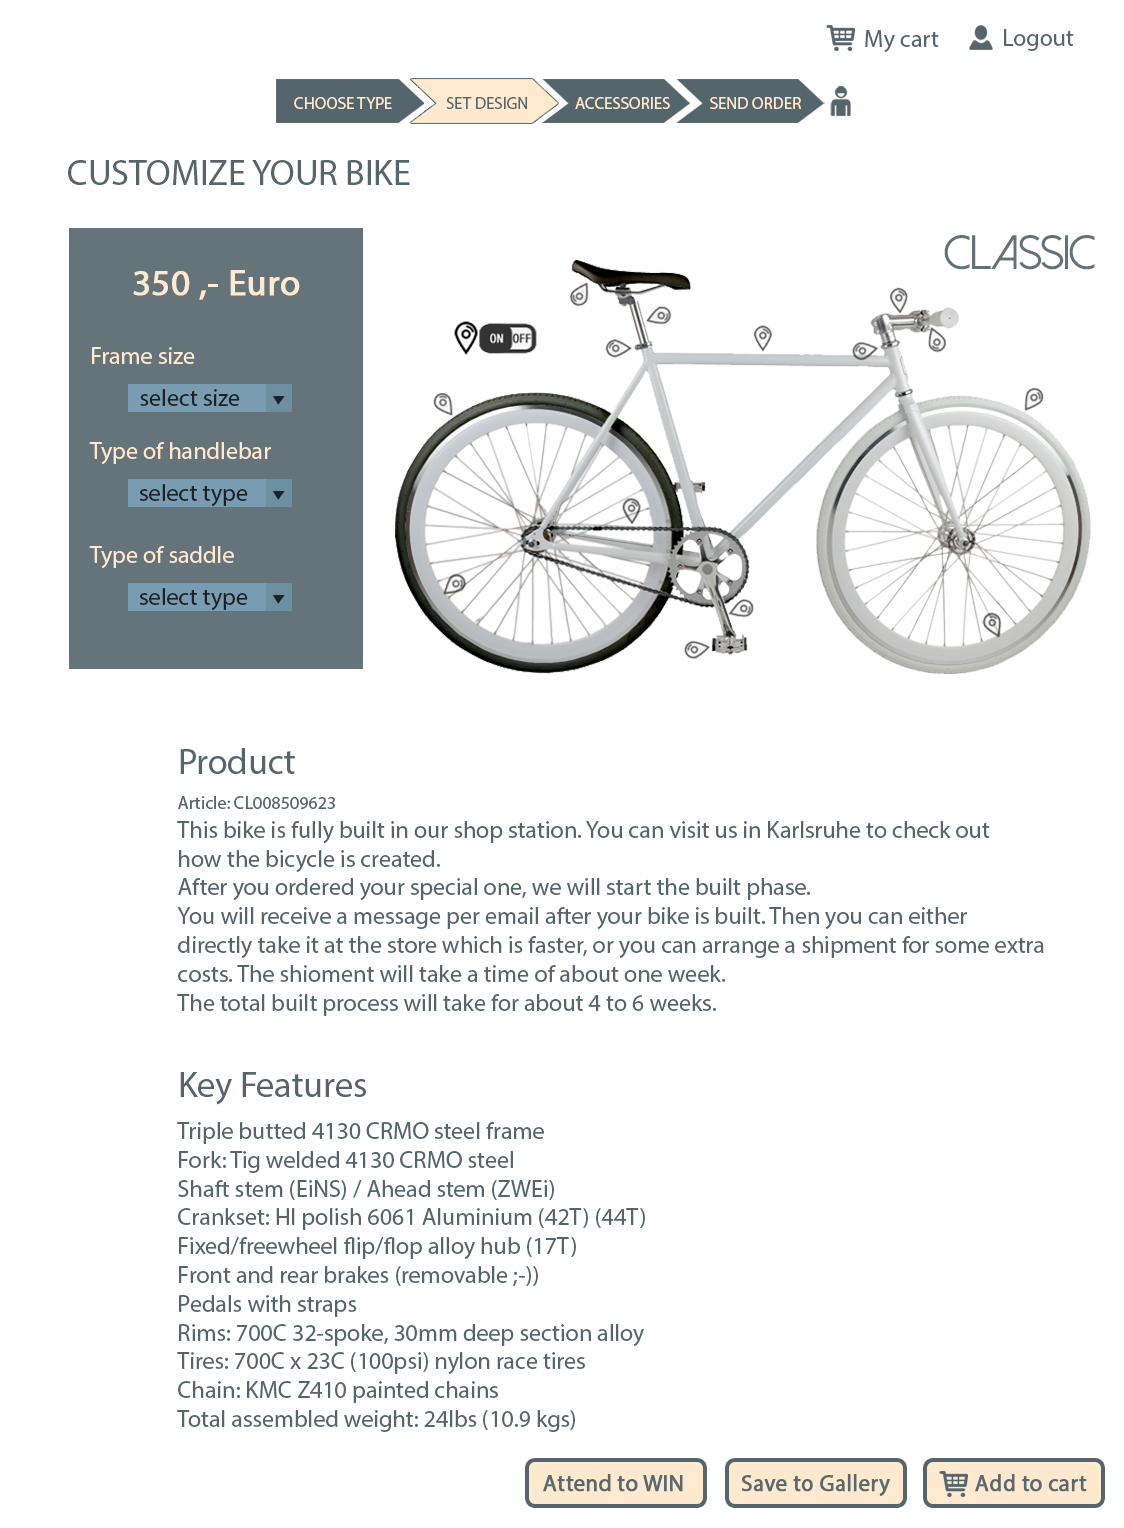 My cart
Logout
CHOOSE TYPE
SET DESIGN
ACCESSORIES
SEND ORDER
CUSTOMIZE YOUR BIKE
350 ,- Euro
CLASSIC
ON OFF
Frame size
select size
Type of handlebar
select type
Type of saddle
select type
Product
Article: CL008509623
This bike is fully built in our shop station. You can visit us in Karlsruhe to check out
how the bicycle is created.
After you ordered your special one, we will start the built phase.
You will receive a message per email after your bike is built. Then you can either
directly take it at the store which is faster, or you can arrange a shipment for some extra
costs. The shioment will take a time of about one week.
The total built process will take for about 4 to 6 weeks.
Key Features
Triple butted 4130 CRMO steel frame
Fork: Tig welded 4130 CRMO steel
Shaft stem (EiNS) / Ahead stem (ZWEi)
Crankset: HI polish 6061 Aluminium (42T) (44T)
Fixed/freewheel flip/flop alloy hub (17T)
Front and rear brakes (removable ;-))
Pedals with straps
Rims: 700C 32-spoke, 30mm deep section alloy
Tires: 700C x 23C (100psi) nylon race tires
Chain: KMC Z410 painted chains
Total assembled weight: 24lbs (10.9 kgs)
Attend to WIN
Save to Gallery
Add to cart